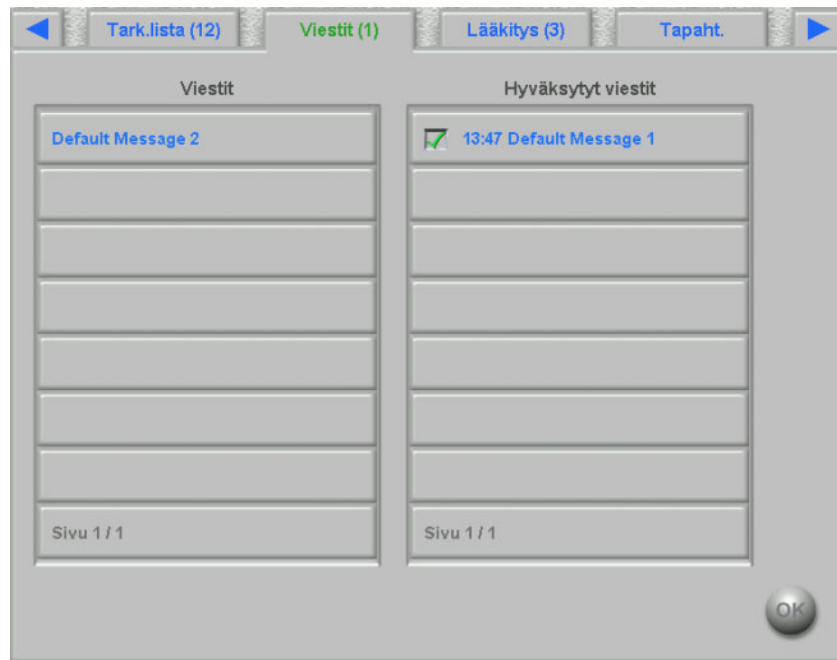 Tark.lista (12) Viestit (1) Lääkitys (3) Tapaht.
Viestit
Default Message 2
Sivu 1 / 1
Hyväksytyt viestit
13:47 Default Message 1
Sivu 1 / 1
OK